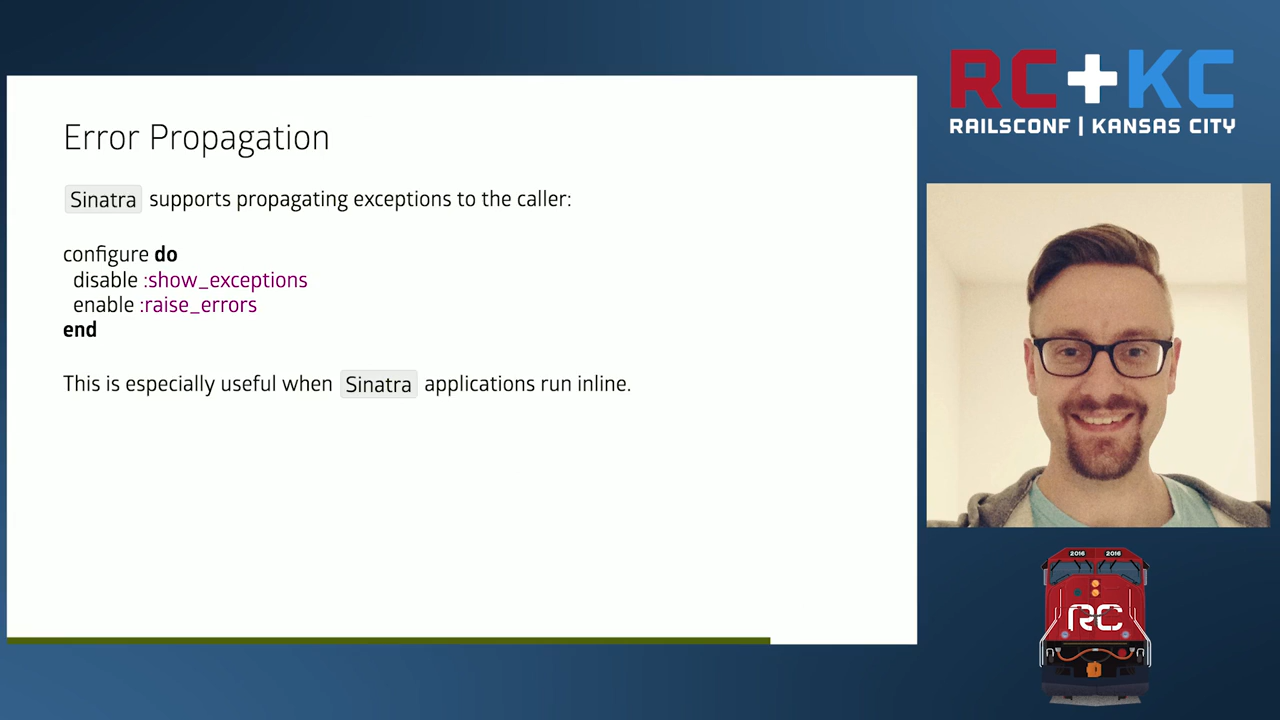 Error Propagation
Sinatra supports propagating exceptions to the caller:
configure do
  disable :show_exceptions
  enable :raise_errors
end
This is especially useful when Sinatra applications run inline.
RC+KC
RAILSCONF | KANSAS CITY
2016 2016
RC